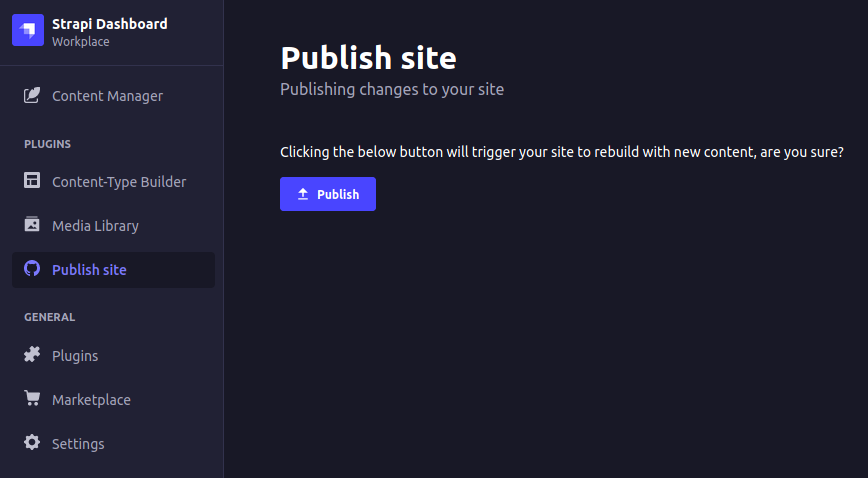 Strapi Dashboard
Workplace
Content Manager
PLUGINS
Content-Type Builder
Media Library
Publish site
GENERAL
Plugins
Marketplace
Settings
Publish site
Publishing changes to your site
Clicking the below button will trigger your site to rebuild with new content, are you sure?
Publish